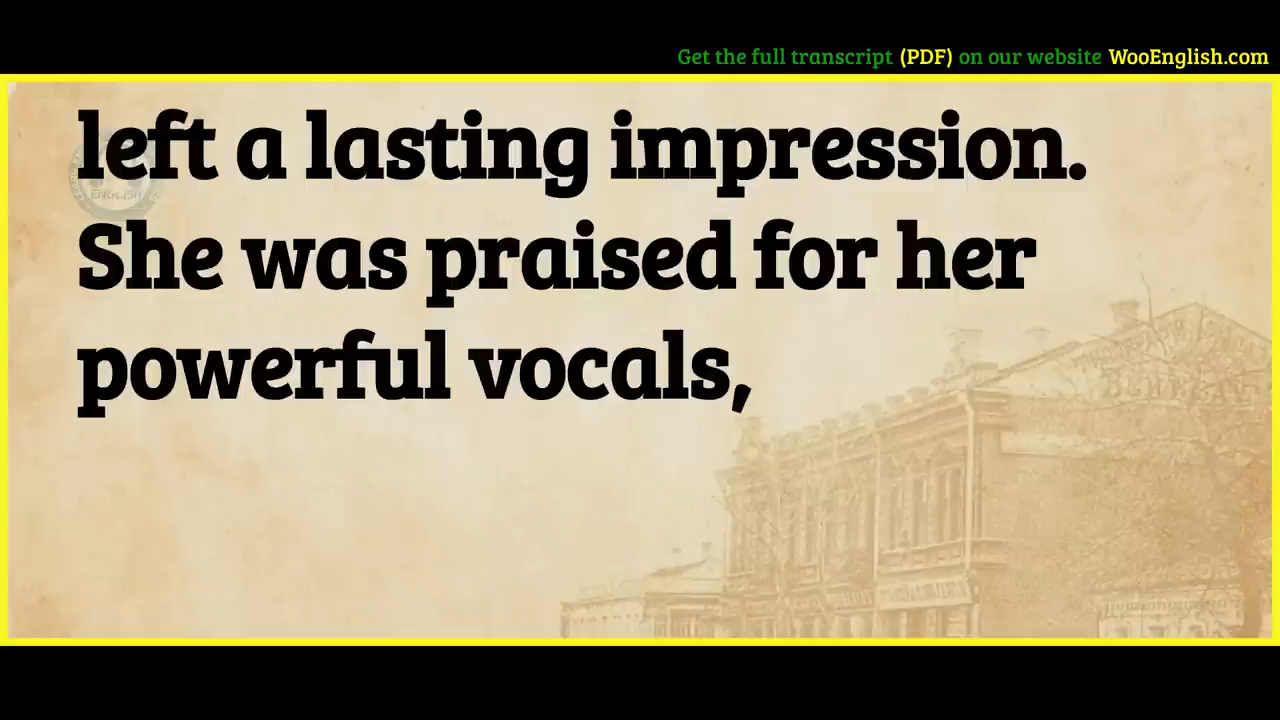 Get the full transcript (PDF) on our website WooEnglish.com
left a lasting impression.
ENGLISH
She was praised for her
powerful vocals,